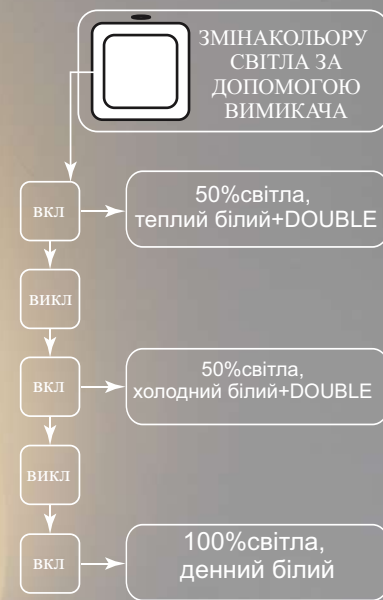 ЗМІНАКОЛЬОРУ
СВІТЛА ЗА
ДОПОМОГОЮ
ВИМИКАЧА
ВКЛ
50%світла,
теплий білий+DOUBLE
ВИКЛ
ВКЛ
50%світла,
холодний білий+DOUBLE
ВИКЛ
ВКЛ
100%світла,
денний білий